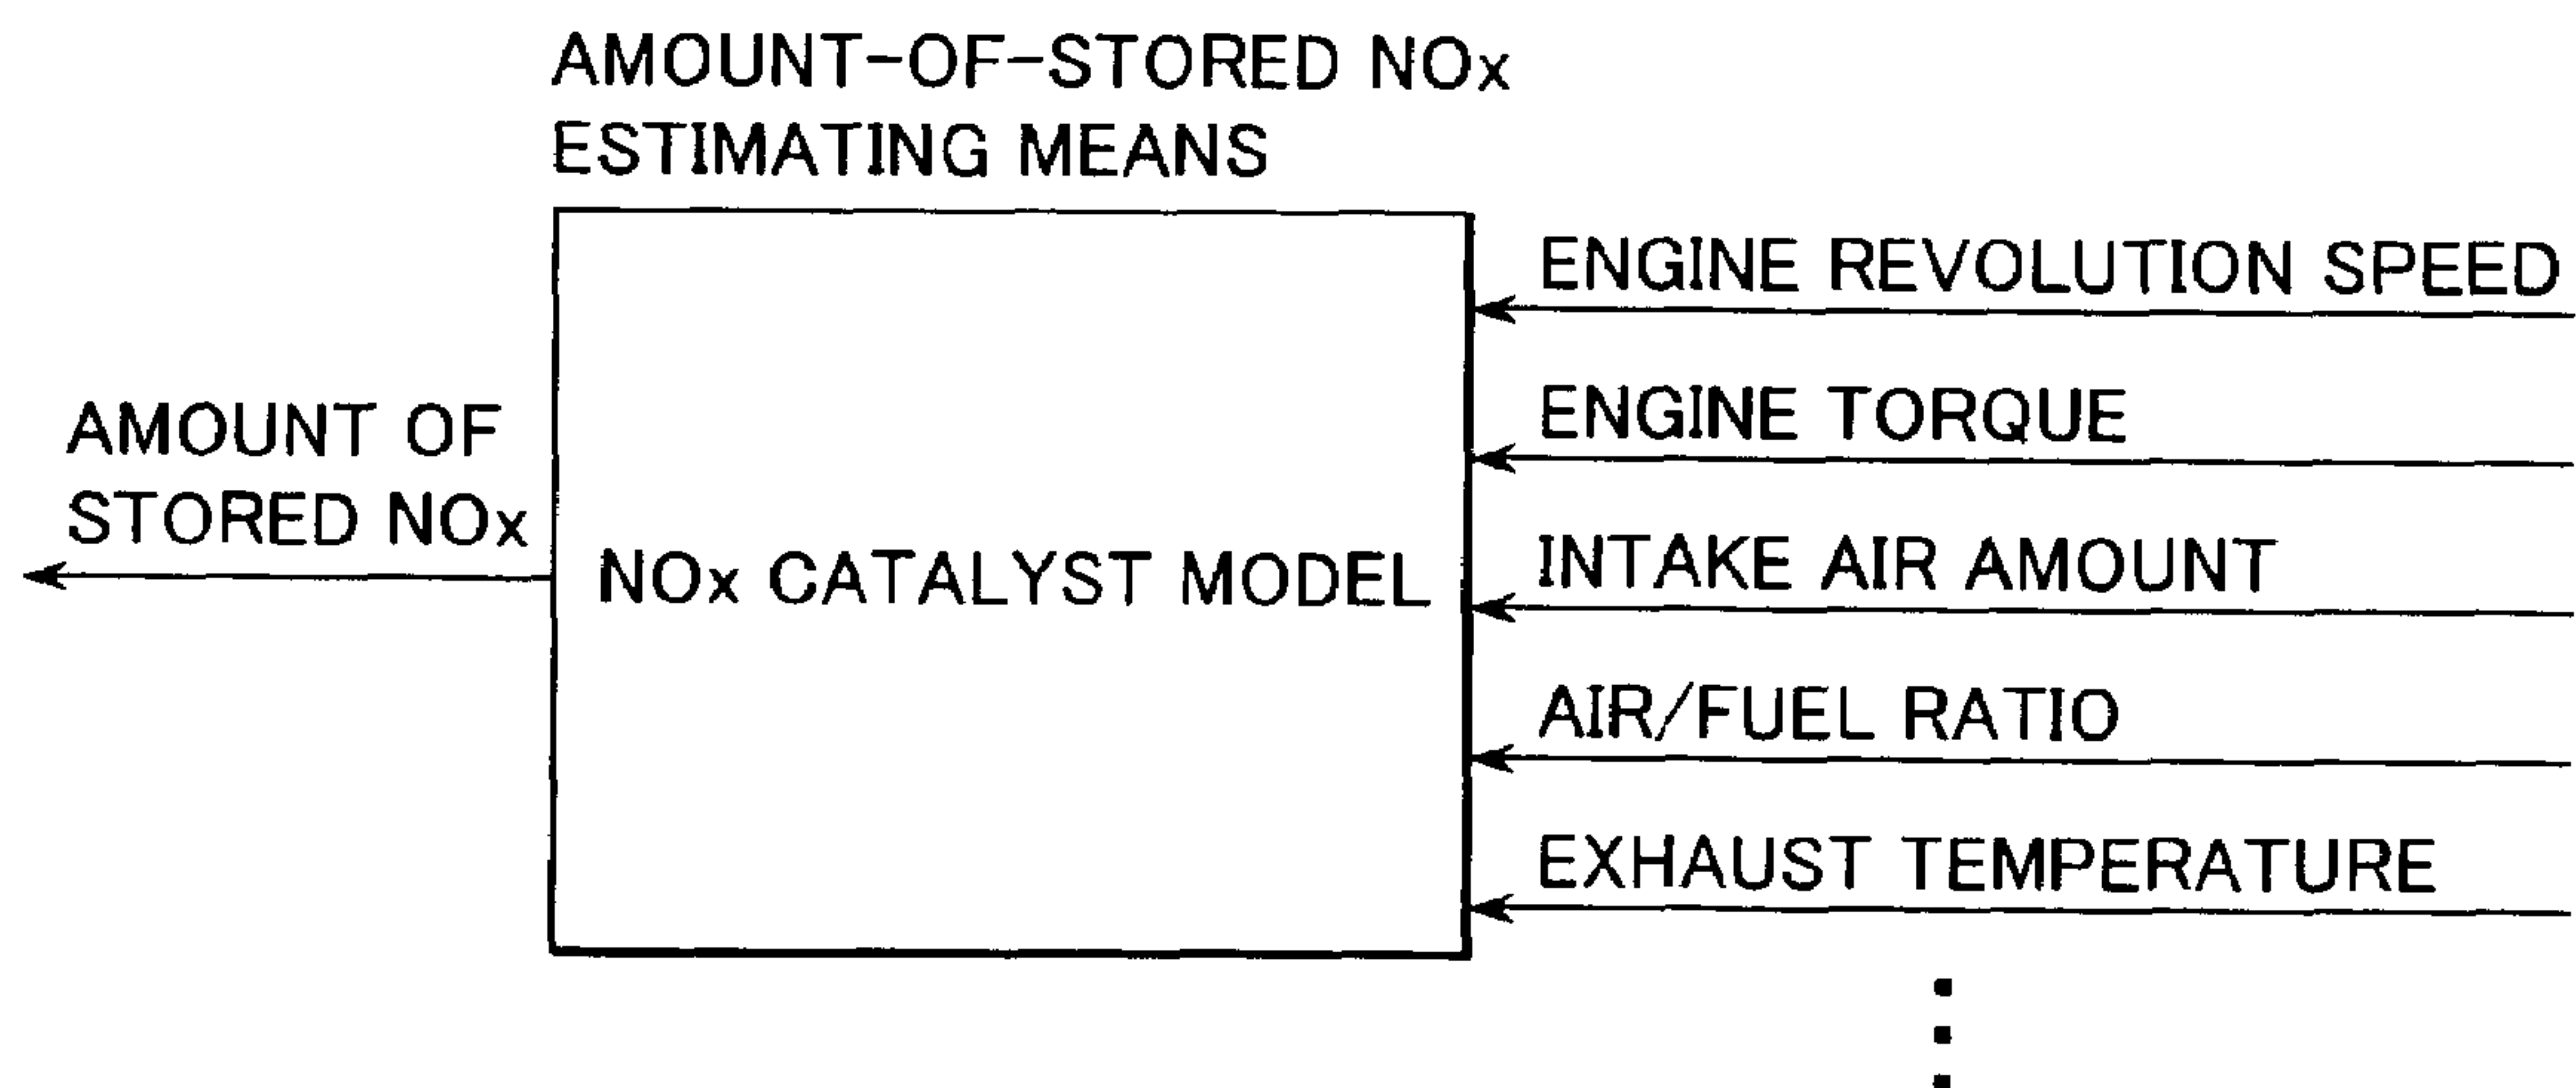 AMOUNT-OF-STORED NOx
ESTIMATING MEANS
ENGINE REVOLUTION SPEED
ENGINE TORQUE
AMOUNT OF
STORED NOx
INTAKE AIR AMOUNT
NOx CATALYST MODEL
AIR/FUEL RATIO
EXHAUST TEMPERATURE